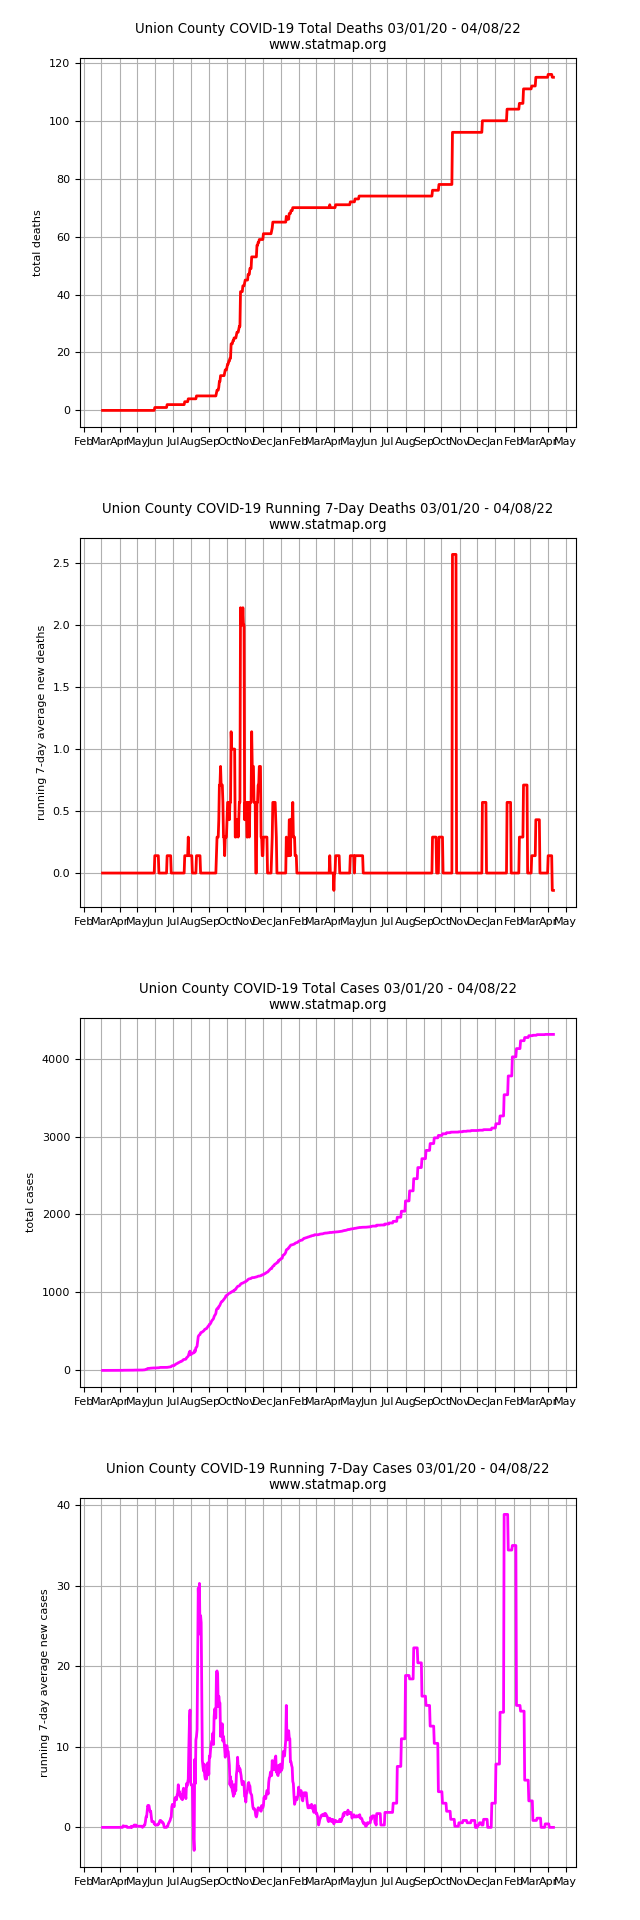 Union County COVID-19 Total Deaths 03/01/20 - 04/08/22
www.statmap.org
120
100
80
60
40
20
0
total deaths
Feb Mar Apr May Jun Jul Aug Sep Oct Nov Dec Jan Feb Mar Apr May Jun Jul Aug Sep Oct Nov Dec Jan Feb Mar Apr May
Union County COVID-19 Running 7-Day Deaths 03/01/20 - 04/08/22
www.statmap.org
2.5
2.0
1.5
1.0
0.5
0.0
running 7-day average new deaths
Feb Mar Apr May Jun Jul Aug Sep Oct Nov Dec Jan Feb Mar Apr May Jun Jul Aug Sep Oct Nov Dec Jan Feb Mar Apr May
Union County COVID-19 Total Cases 03/01/20 - 04/08/22
www.statmap.org
4000
3000
2000
1000
0
total cases
Feb Mar Apr May Jun Jul Aug Sep Oct Nov Dec Jan Feb Mar Apr May Jun Jul Aug Sep Oct Nov Dec Jan Feb Mar Apr May
Union County COVID-19 Running 7-Day Cases 03/01/20 - 04/08/22
www.statmap.org
40
30
20
10
0
running 7-day average new cases
Feb Mar Apr May Jun Jul Aug Sep Oct Nov Dec Jan Feb Mar Apr May Jun Jul Aug Sep Oct Nov Dec Jan Feb Mar Apr May